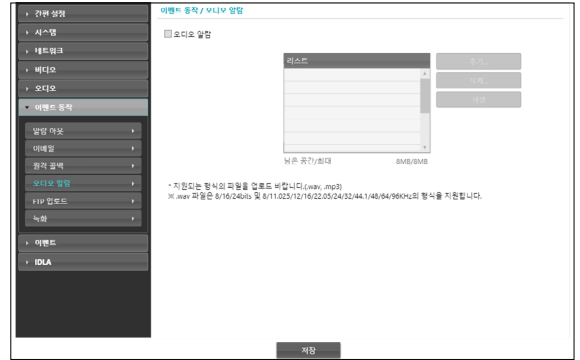 간편 설정
시스템
네트워크
비디오
오디오
이벤트 동작
알람 아웃
이메일
원격 콜백
오디오 알람
FTP 업로드
녹화
이벤트
IDLA
이벤트 동작 / 오디오 알람
오디오 알람
리스트
추가...
삭제...
남은 공간/최대 8MB/8MB
* 지원되는 형식의 파일을 업로드 바랍니다.(.wav, .mp3)
※ .wav 파일은 8/16/24bits 및 8/11.025/12/16/22.05/24/32/44.1/48/64/96KHz의 형식을 지원합니다.
저장